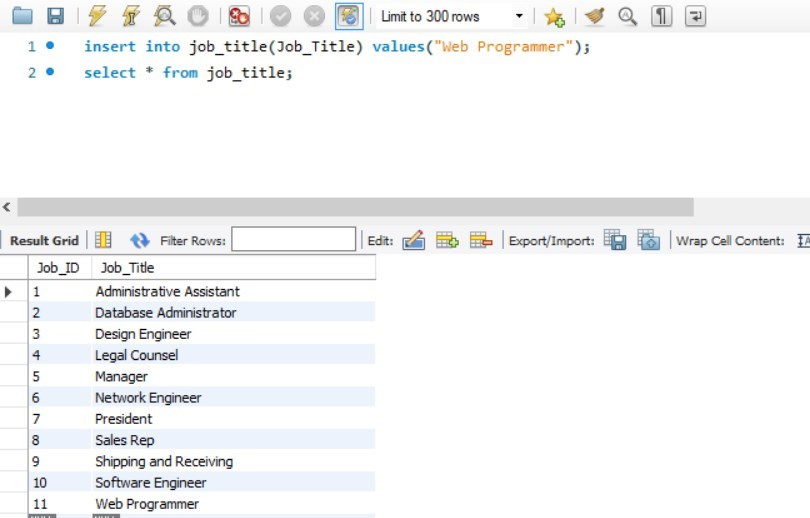 Limit to 300 rows
1 insert into job_title(Job_Title) values("Web Programmer");
2 select * from job_title;
Result Grid Filter Rows: Edit: Export/Import: Wrap Cell Content:
Job_ID Job_Title
1 Administrative Assistant
2 Database Administrator
3 Design Engineer
4 Legal Counsel
5 Manager
6 Network Engineer
7 President
8 Sales Rep
9 Shipping and Receiving
10 Software Engineer
11 Web Programmer